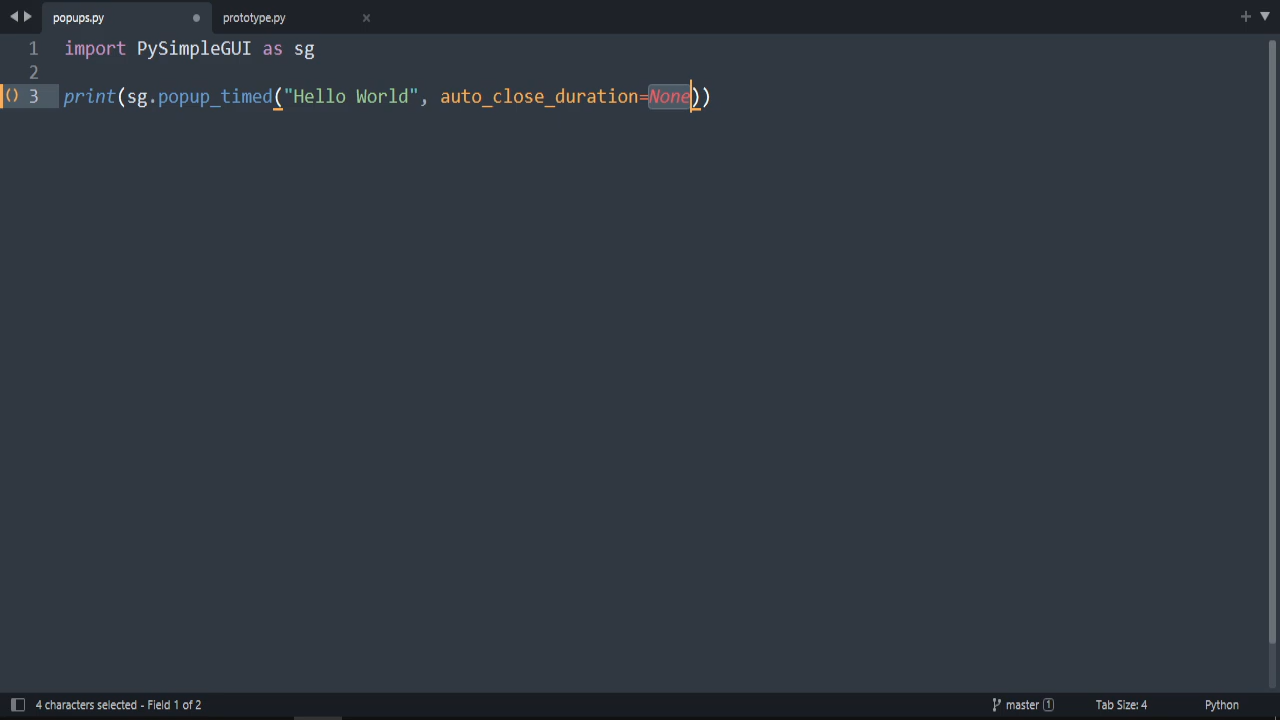 popups.py prototype.py
1 import PySimpleGUI as sg
2
() 3 print(sg.popup_timed("Hello World", auto_close_duration=None))
4 characters selected - Field 1 of 2 master 1 Tab Size: 4 Python